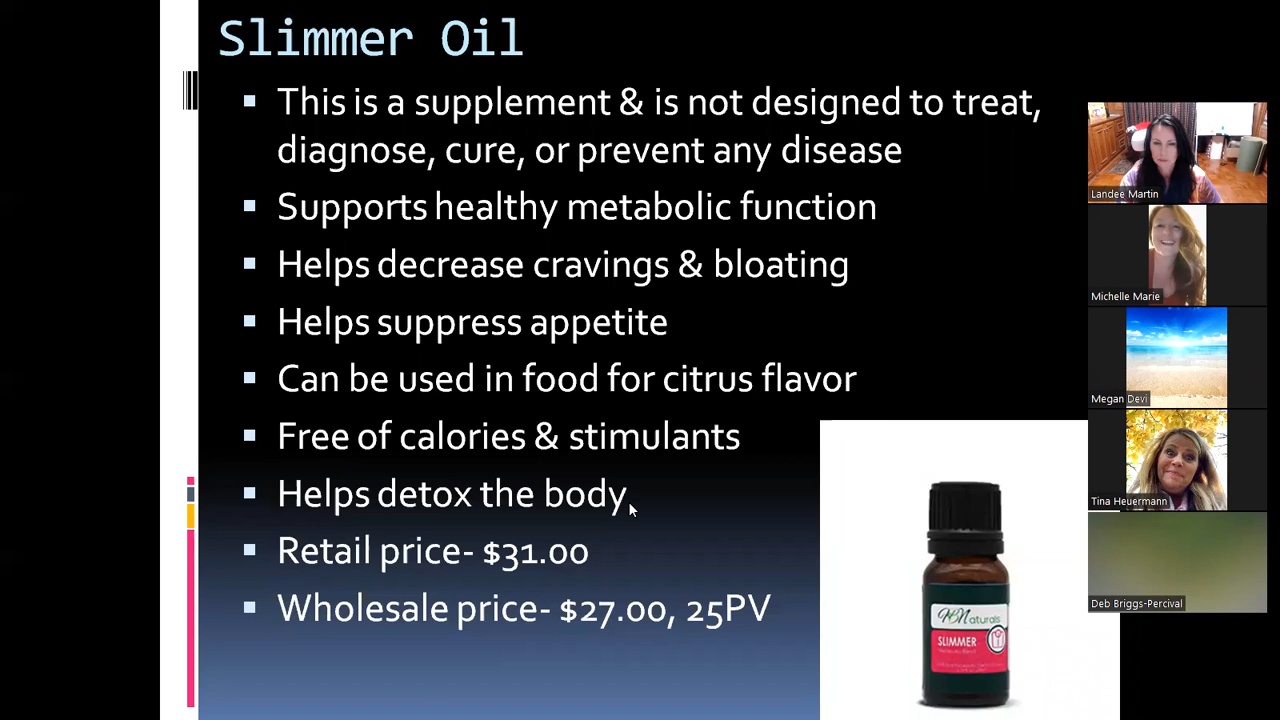 Slimmer Oil
This is a supplement & is not designed to treat,
diagnose, cure, or prevent any disease
Supports healthy metabolic function
Helps decrease cravings & bloating
Helps suppress appetite
Can be used in food for citrus flavor
Free of calories & stimulants
Helps detox the body
Retail price- $31.00
Wholesale price- $27.00, 25PV
Landee Martin
Michelle Marie
Megan Devi
Tina Heuermann
Deb Briggs-Percival
HBNaturals
SLIMMER